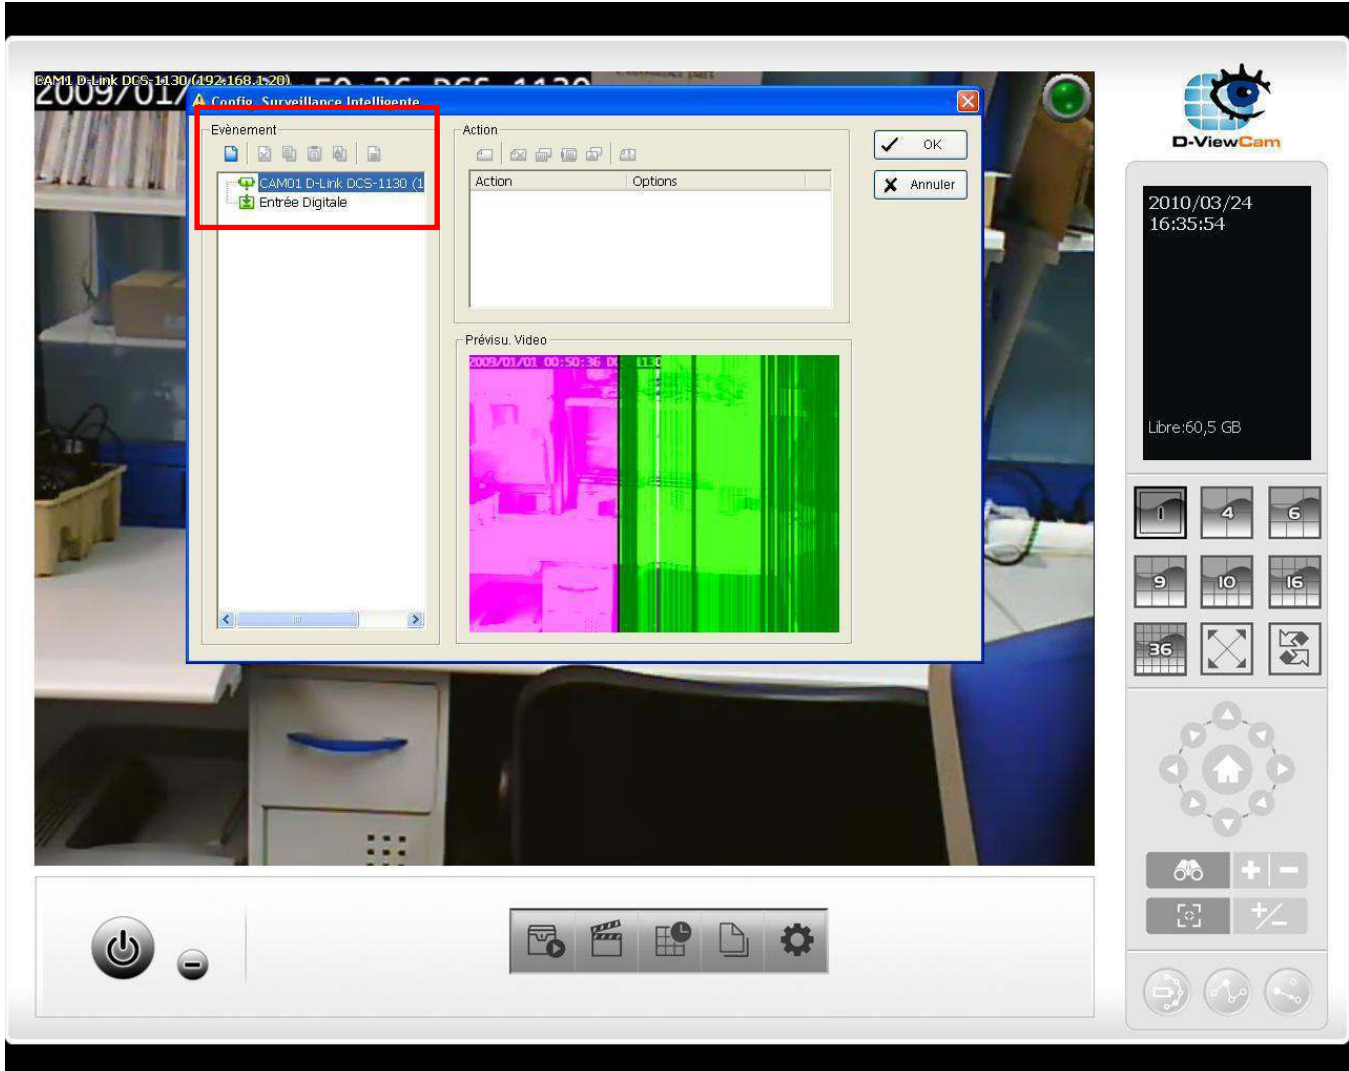 CAM1 D-Link DCS-1130 (192.168.1.20)
Config. Surveillance Intelligente
Evènement
CAM01 D-Link DCS-1130 (1
Entrée Digitale
Action
Action Options
OK
Annuler
Prévisu. Video
2009/01/01 00:50:36
D-ViewCam
2010/03/24
16:35:54
Libre:60,5 GB
1 4 6
9 10 16
36